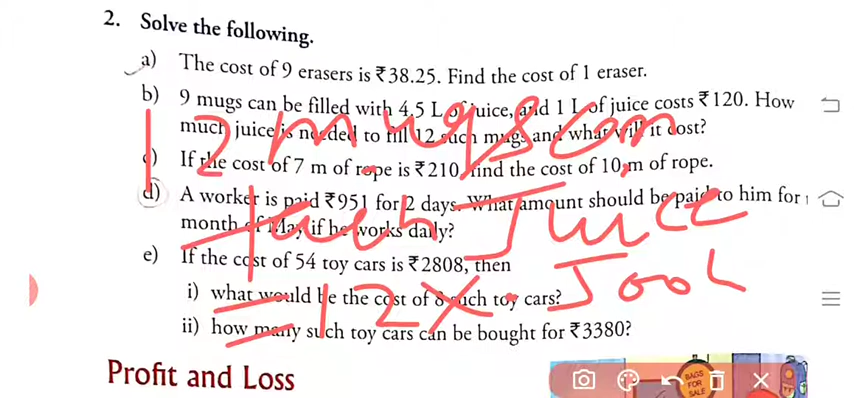 2. Solve the following.
a) The cost of 9 erasers is ₹38.25. Find the cost of 1 eraser.
b) 9 mugs can be filled with 4.5 L of juice, and 1 L of juice costs ₹120. How
much juice is needed to fill 12 such mugs and what will it cost?
12 mugs can
c) If the cost of 7 m of rope is ₹210, find the cost of 10 m of rope.
d) A worker is paid ₹951 for 2 days. What amount should be paid to him for
month of May if he works daily?
Juice
e) If the cost of 54 toy cars is ₹2808, then
i) what would be the cost of 8 such toy cars?
= 12 x
ii) how many such toy cars can be bought for ₹3380?
Profit and Loss
BAGS
FOR
SALE